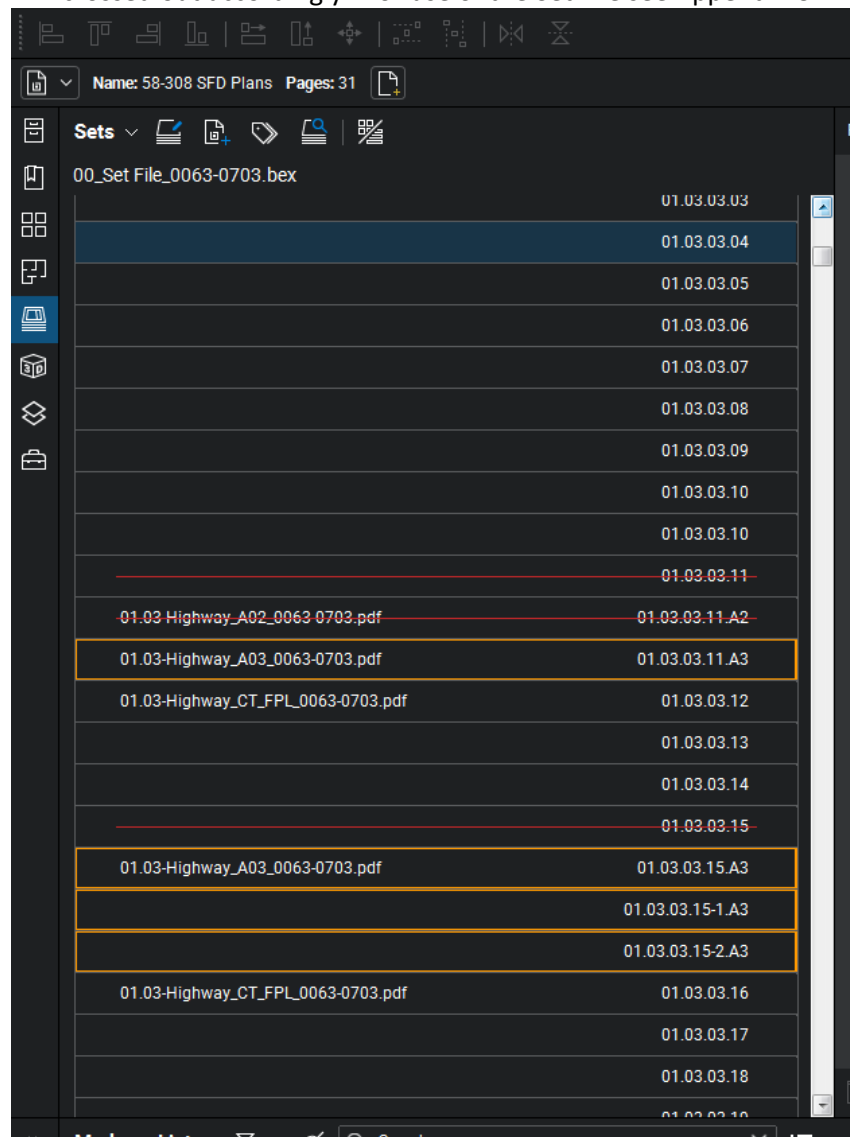 Name: 58-308 SFD Plans Pages: 31
Sets
00_Set File_0063-0703.bex
01.03.03.03
01.03.03.04
01.03.03.05
01.03.03.06
01.03.03.07
01.03.03.08
01.03.03.09
01.03.03.10
01.03.03.10
01.03.03.11
01.03-Highway_A02_0063-0703.pdf 01.03.03.11.A2
01.03-Highway_A03_0063-0703.pdf 01.03.03.11.A3
01.03-Highway_CT_FPL_0063-0703.pdf 01.03.03.12
01.03.03.13
01.03.03.14
01.03.03.15
01.03-Highway_A03_0063-0703.pdf 01.03.03.15.A3
01.03.03.15-1.A3
01.03.03.15-2.A3
01.03-Highway_CT_FPL_0063-0703.pdf 01.03.03.16
01.03.03.17
01.03.03.18
01.03.03.19